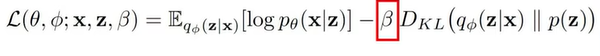 ℒ(θ, ϕ; x, z, β) = 𝔼_{q_ϕ(z|x)}[log p_θ(x|z)] − β D_{KL}(q_ϕ(z|x) ∥ p(z))